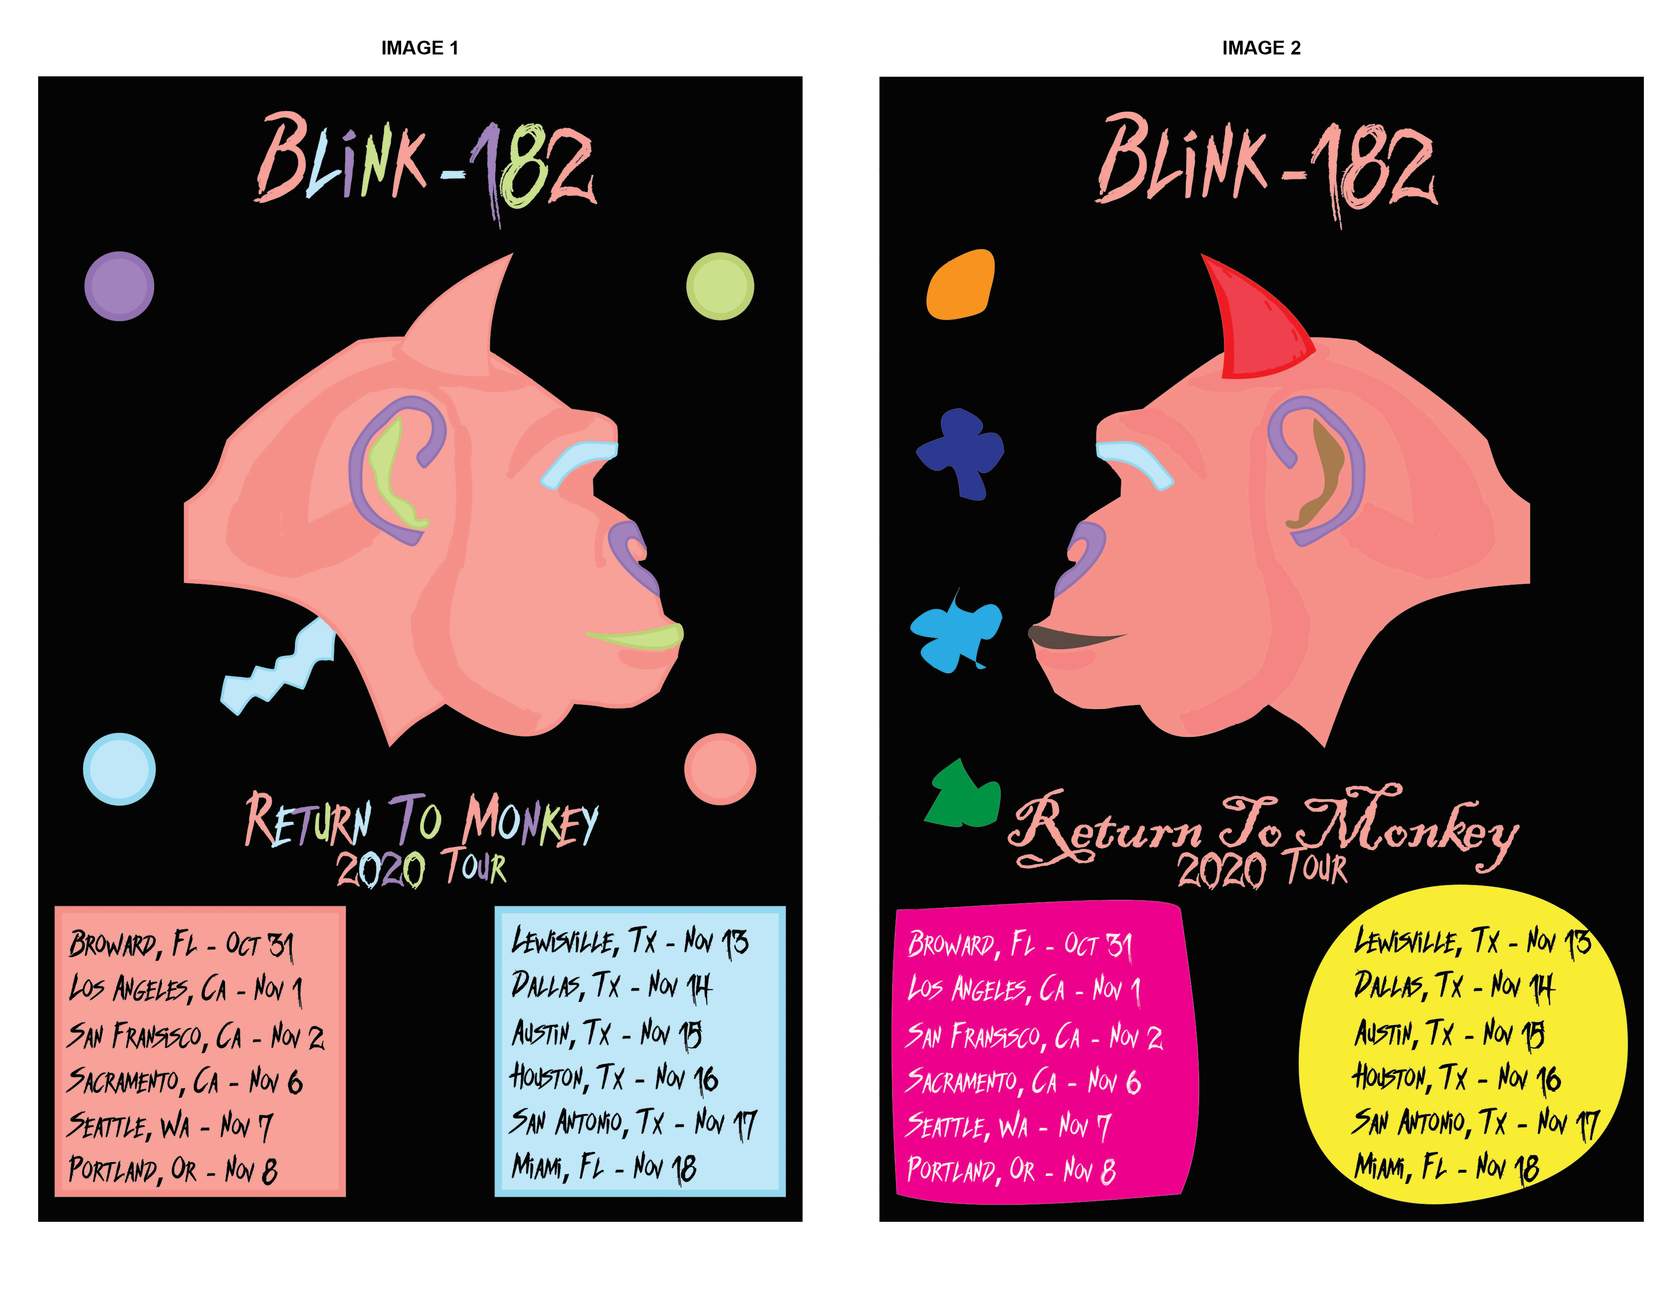 IMAGE 1
BLiNK-182
RETURN TO MONKEY
2020 TOUR
BROWARD, FL - OCT 31
LOS ANGELES, CA - NOV 1
SAN FRANSISCO, CA - NOV 2
SACRAMENTO, CA - NOV 6
SEATTLE, WA - NOV 7
PORTLAND, OR - NOV 8
LEWISVILLE, TX - NOV 13
DALLAS, TX - NOV 14
AUSTIN, TX - NOV 15
HOUSTON, TX - NOV 16
SAN ANTONIO, TX - NOV 17
MIAMI, FL - NOV 18
IMAGE 2
BLiNK-182
Return To Monkey
2020 TOUR
BROWARD, FL - OCT 31
LOS ANGELES, CA - NOV 1
SAN FRANSISCO, CA - NOV 2
SACRAMENTO, CA - NOV 6
SEATTLE, WA - NOV 7
PORTLAND, OR - NOV 8
LEWISVILLE, TX - NOV 13
DALLAS, TX - NOV 14
AUSTIN, TX - NOV 15
HOUSTON, TX - NOV 16
SAN ANTONIO, TX - NOV 17
MIAMI, FL - NOV 18